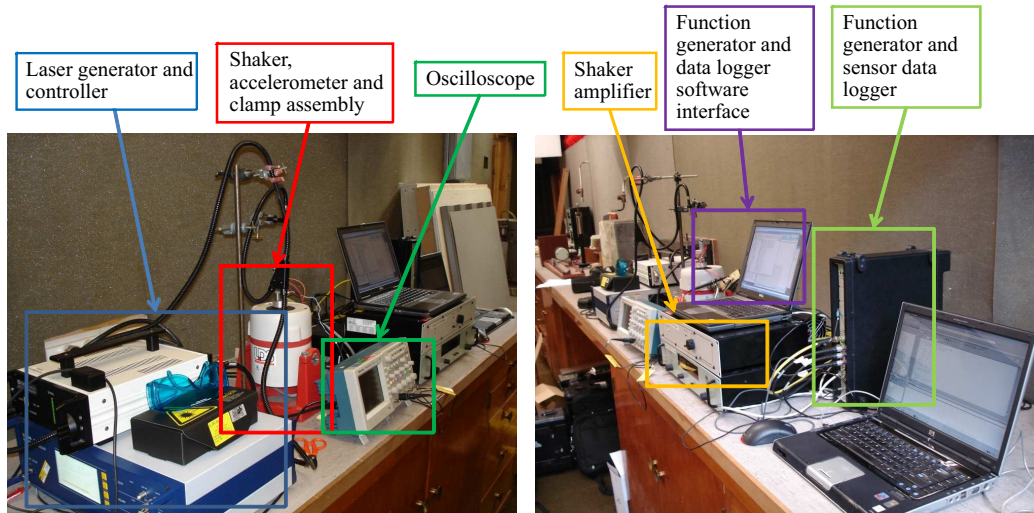 Laser generator and
controller
Shaker,
accelerometer and
clamp assembly
Oscilloscope
Shaker
amplifier
Function
generator and
data logger
software
interface
Function
generator and
sensor data
logger